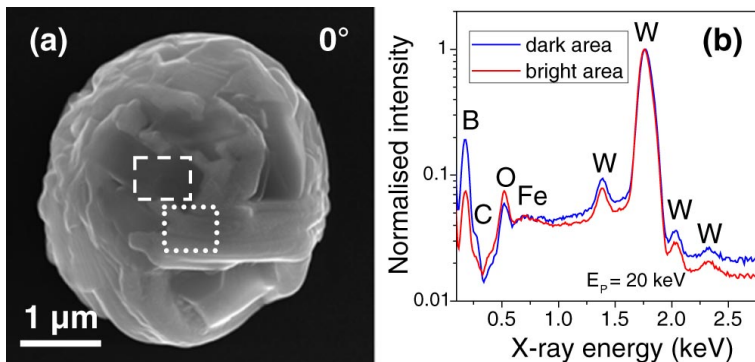 (a)
0°
1 µm
(b)
Normalised intensity
1
0.1
0.01
dark area
bright area
B
C
O
Fe
W
W
W
W
E_P = 20 keV
0.5
1.0
1.5
2.0
2.5
X-ray energy (keV)